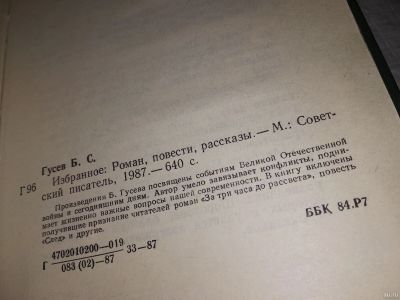 Гусев Б. С.
Г 96 Избранное: Роман, повести, рассказы.— М.: Совет-
ский писатель, 1987.— 640 с.
Произведения Б. Гусева посвящены событиям Великой Отечественной
войны и сегодняшним дням. Автор умело завязывает конфликты, подни-
мает жизненно важные вопросы нашей современности. В книгу включены
получившие признание читателей роман «За три часа до рассвета», повесть
«След» и другие.
Г 4702010200—019
083 (02)—87 33—87
ББК 84.Р7